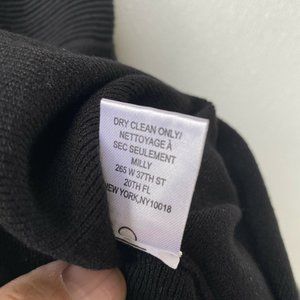 DRY CLEAN ONLY/
NETTOYAGE À
SEC SEULEMENT
MILLY
265 W 37TH ST
20TH FL
NEW YORK,NY10018